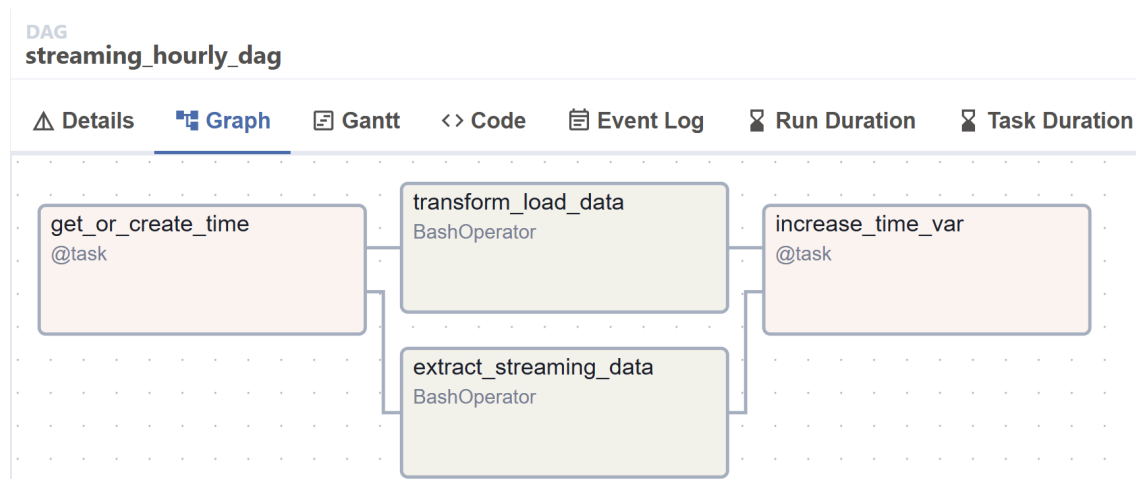 DAG
streaming_hourly_dag
Details Graph Gantt <> Code Event Log Run Duration Task Duration
get_or_create_time
@task
transform_load_data
BashOperator
extract_streaming_data
BashOperator
increase_time_var
@task